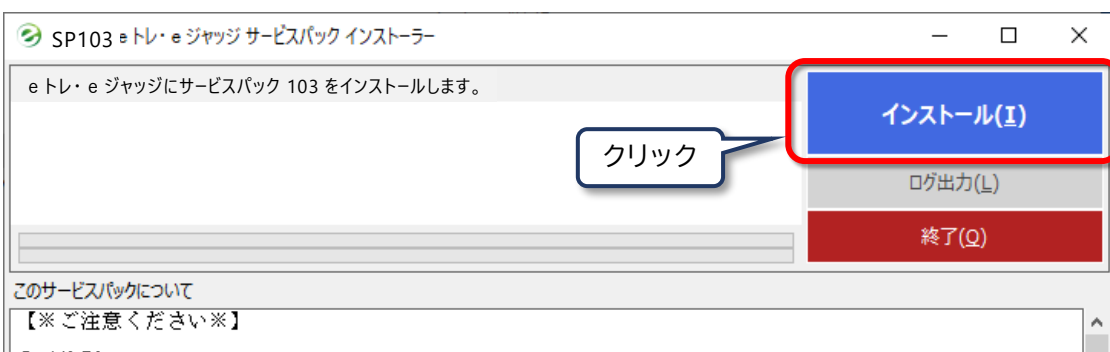 SP103 eトレ・eジャッジ サービスパック インストーラー
eトレ・eジャッジにサービスパック 103 をインストールします。
インストール(I)
クリック
ログ出力(L)
終了(Q)
このサービスパックについて
【※ご注意ください※】